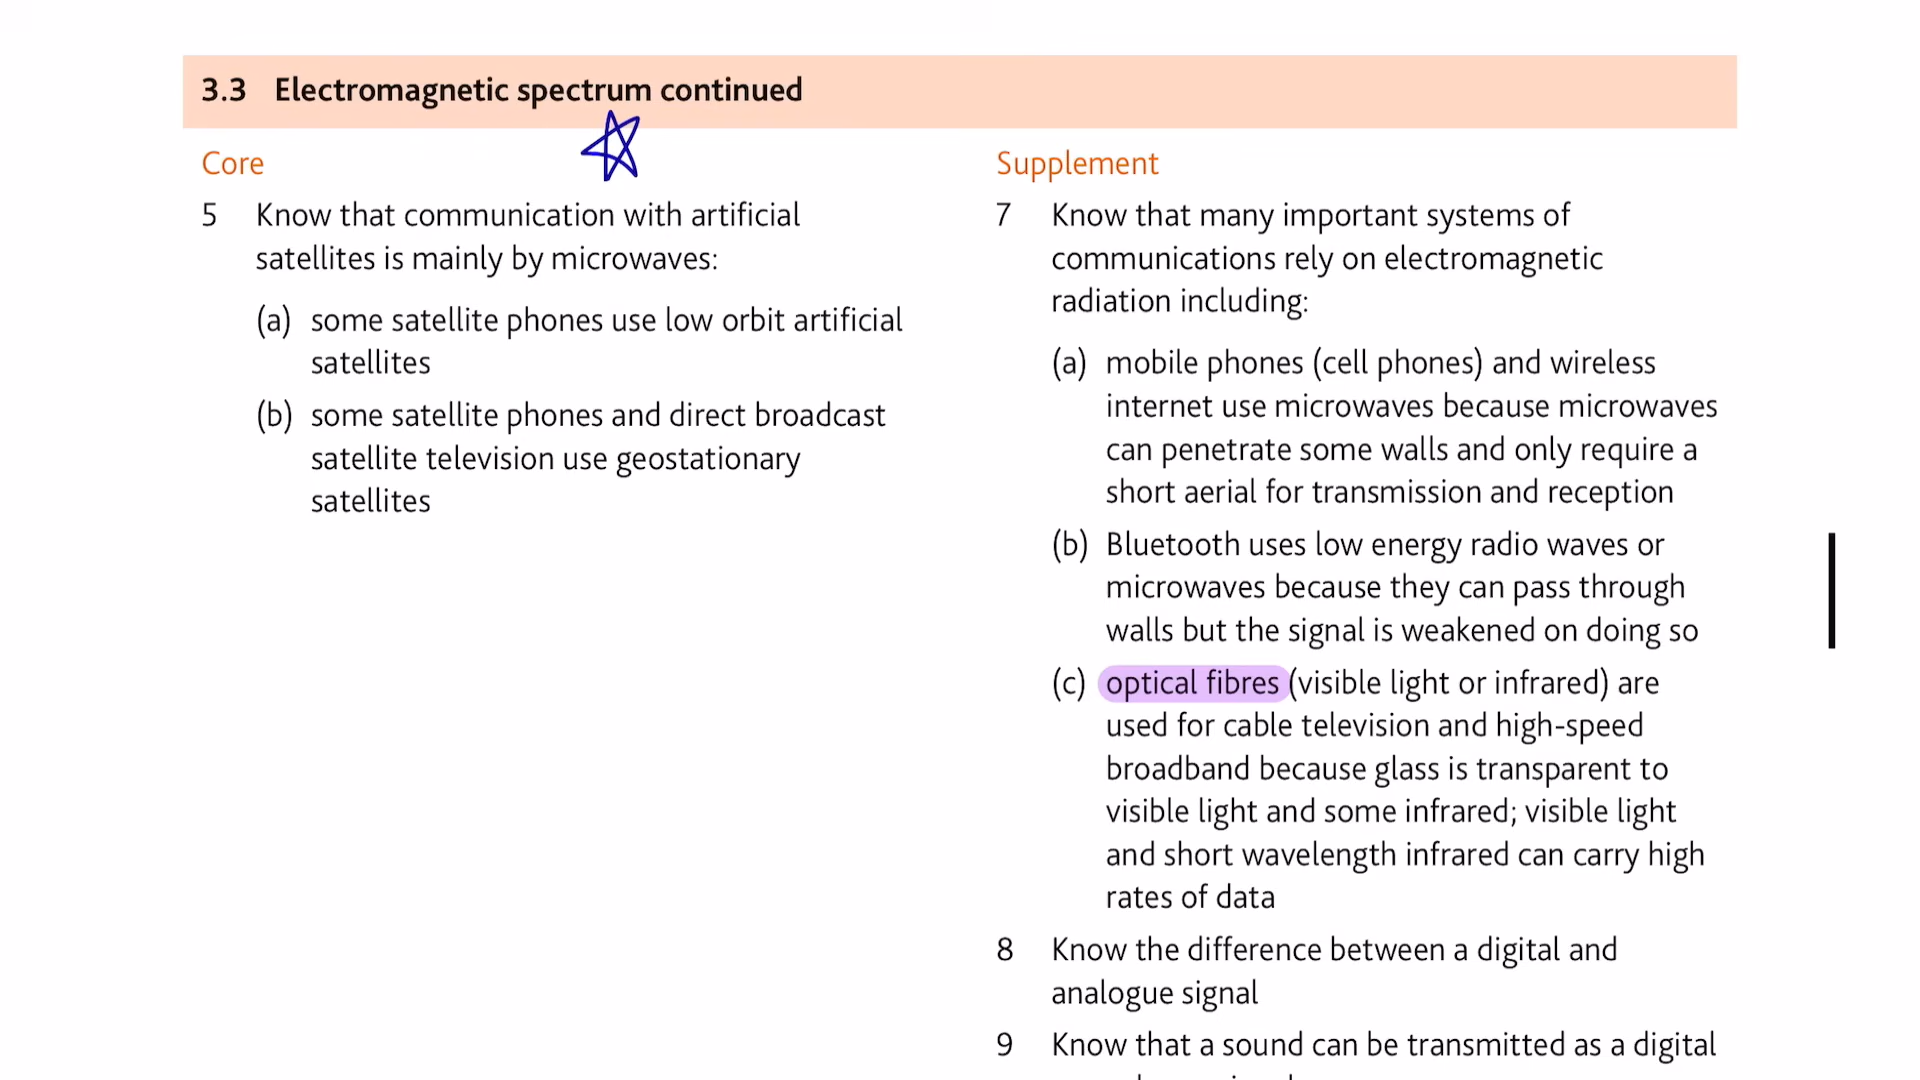 3.3 Electromagnetic spectrum continued
Core
5 Know that communication with artificial
satellites is mainly by microwaves:
(a) some satellite phones use low orbit artificial
satellites
(b) some satellite phones and direct broadcast
satellite television use geostationary
satellites
Supplement
7 Know that many important systems of
communications rely on electromagnetic
radiation including:
(a) mobile phones (cell phones) and wireless
internet use microwaves because microwaves
can penetrate some walls and only require a
short aerial for transmission and reception
(b) Bluetooth uses low energy radio waves or
microwaves because they can pass through
walls but the signal is weakened on doing so
(c) optical fibres (visible light or infrared) are
used for cable television and high-speed
broadband because glass is transparent to
visible light and some infrared; visible light
and short wavelength infrared can carry high
rates of data
8 Know the difference between a digital and
analogue signal
9 Know that a sound can be transmitted as a digital